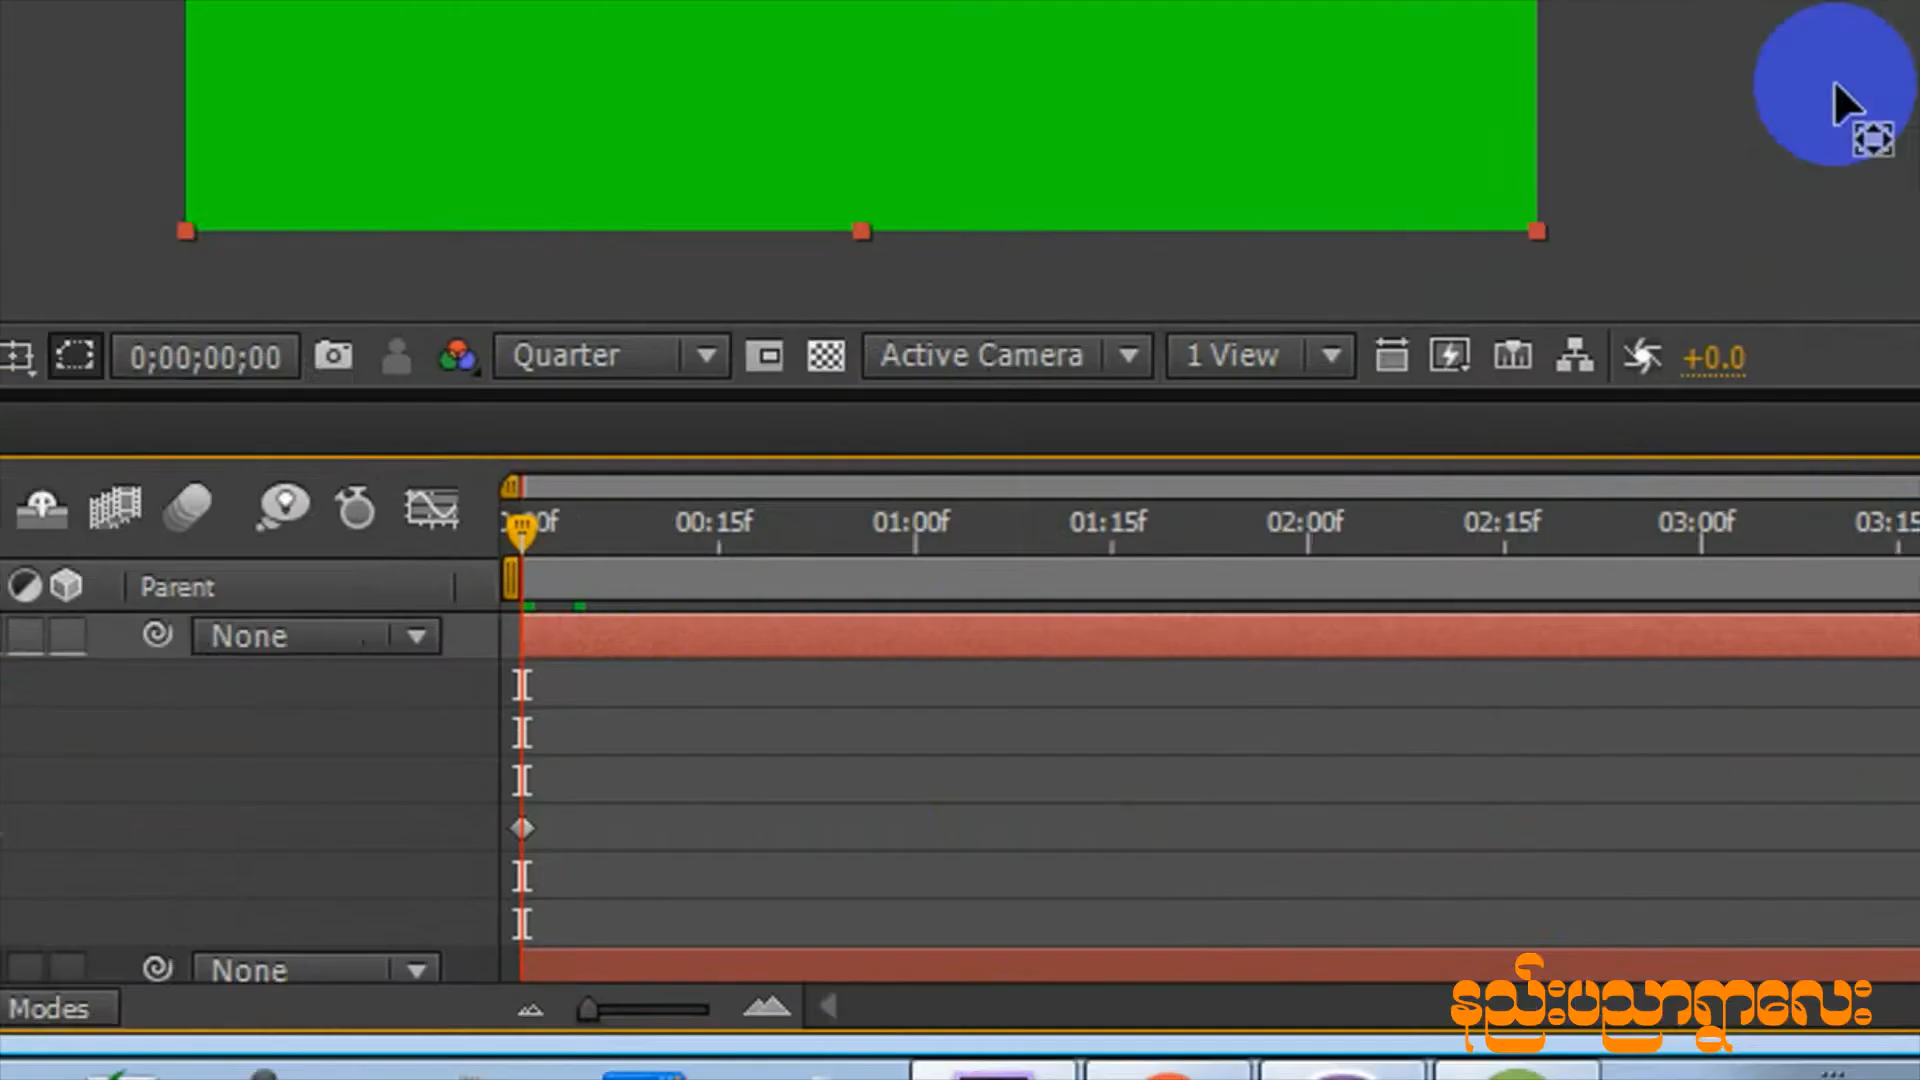 0;00;00;00 Quarter Active Camera 1 View +0.0
00:15f 01:00f 01:15f 02:00f 02:15f 03:00f
Parent
None
None
Modes
နည်းပညာရွာလေး